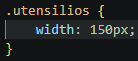 .utensilios {
    width: 150px;
}